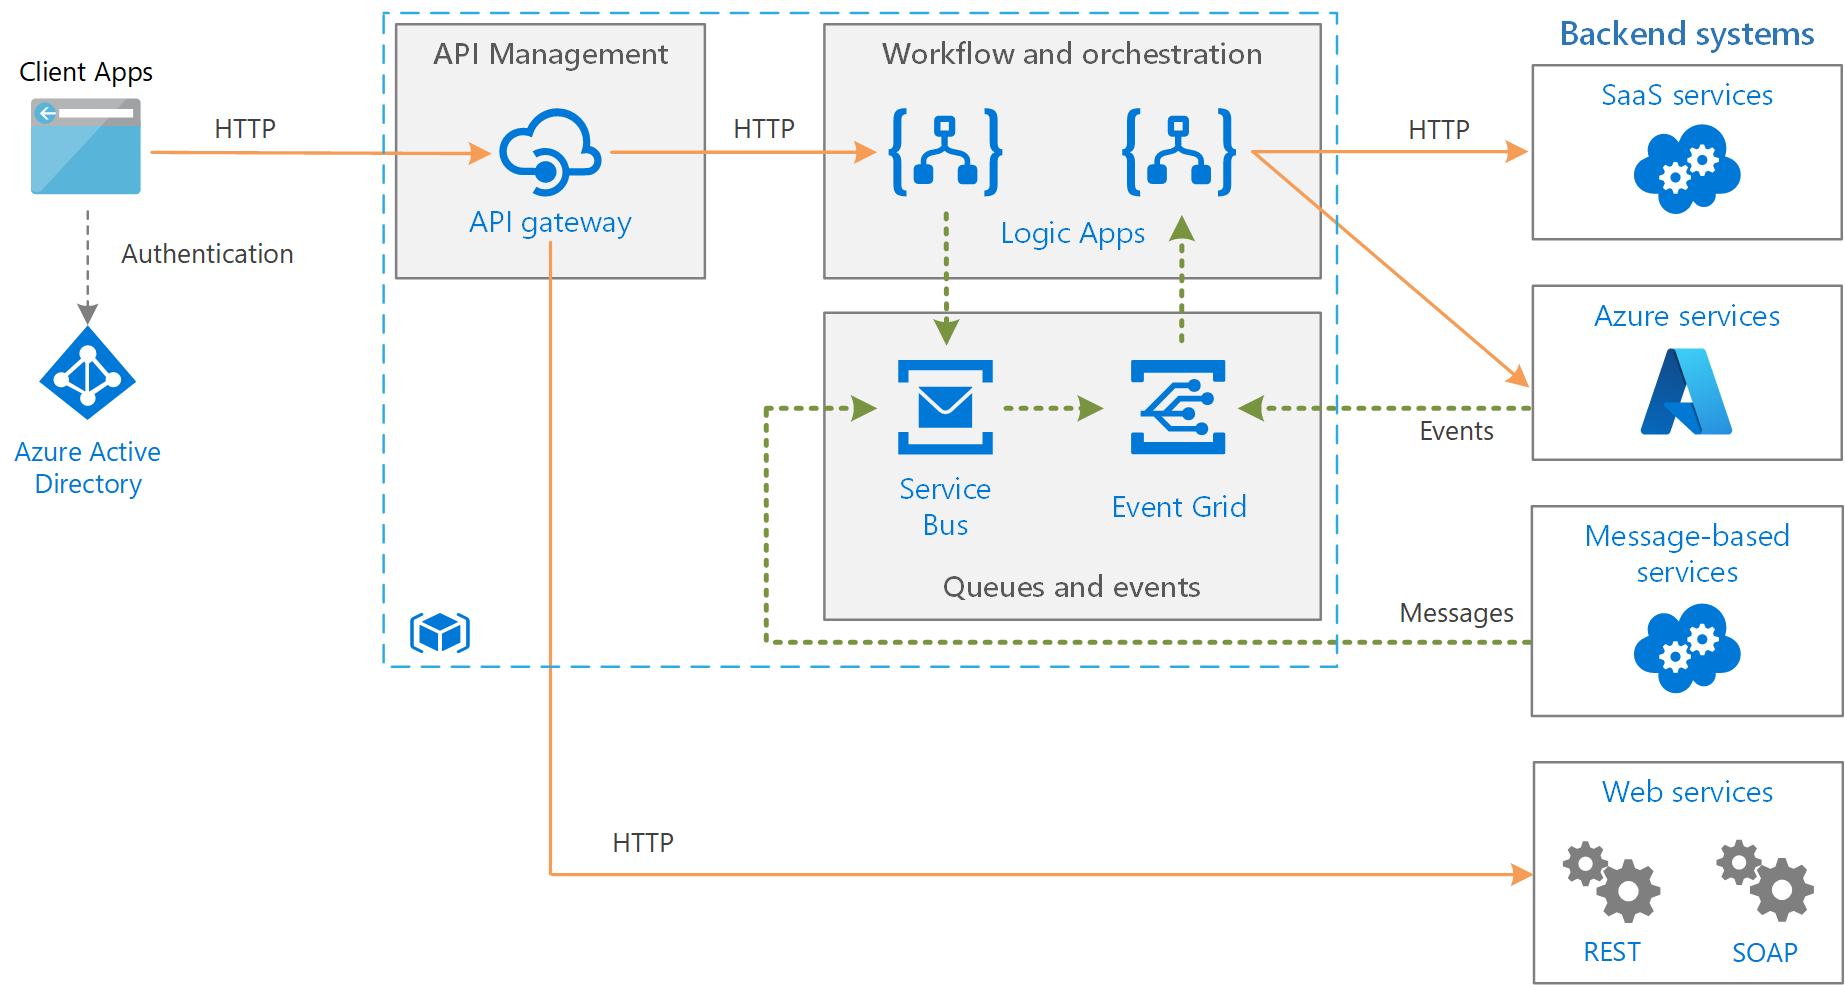 Client Apps
HTTP
Authentication
Azure Active
Directory
API Management
API gateway
HTTP
Workflow and orchestration
Logic Apps
Service
Bus
Event Grid
Queues and events
HTTP
Events
Messages
HTTP
Backend systems
SaaS services
Azure services
Message-based
services
Web services
REST
SOAP